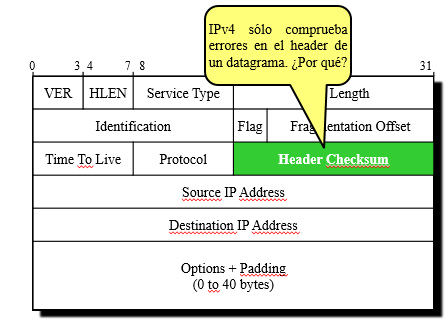 IPv4 sólo comprueba
errores en el header de
un datagrama. ¿Por qué?
0 3 4 7 8 31
VER HLEN Service Type Length
Identification Flag Offset
Time To Live Protocol Header Checksum
Source IP Address
Destination IP Address
Options + Padding
(0 to 40 bytes)